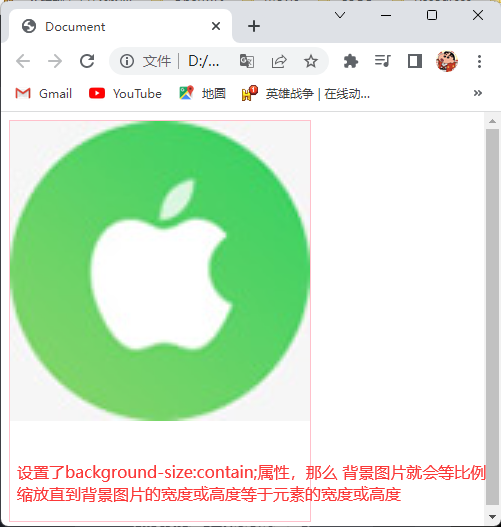 Document
文件 D:/...
Gmail YouTube 地圖 英雄战争 | 在线动... »
设置了background-size:contain;属性，那么 背景图片就会等比例
缩放直到背景图片的宽度或高度等于元素的宽度或高度